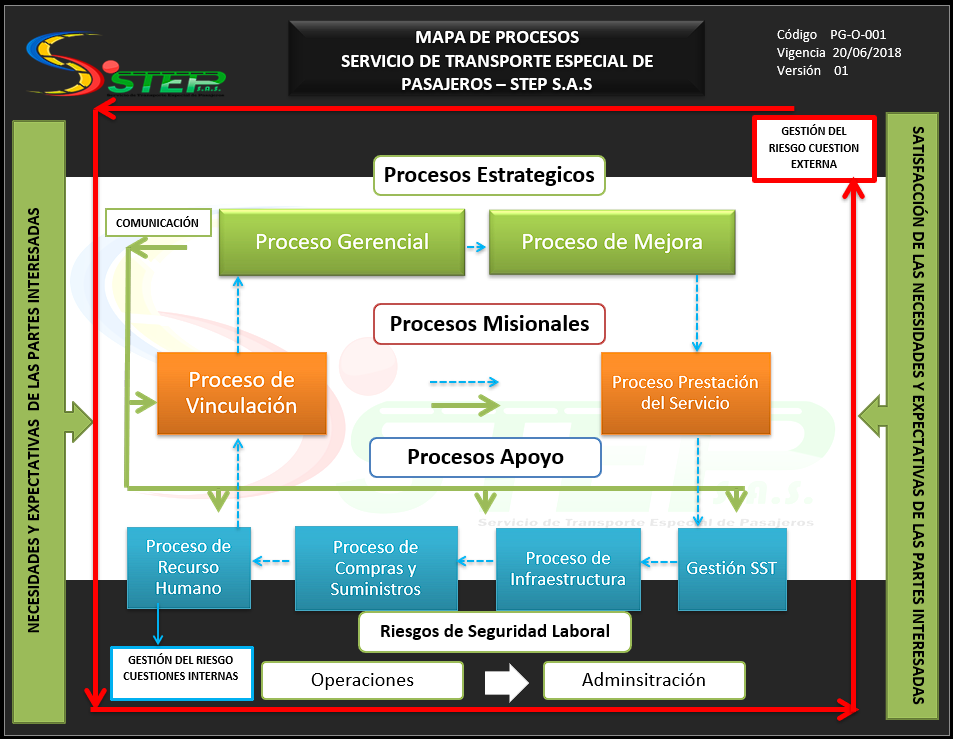 STEP
S.A.S.
MAPA DE PROCESOS
SERVICIO DE TRANSPORTE ESPECIAL DE
PASAJEROS – STEP S.A.S
Código PG-O-001
Vigencia 20/06/2018
Versión 01
NECESIDADES Y EXPECTATIVAS DE LAS PARTES INTERESADAS
SATISFACCIÓN DE LAS NECESIDADES Y EXPECTATIVAS DE LAS PARTES INTERESADAS
GESTIÓN DEL
RIESGO CUESTION
EXTERNA
Procesos Estrategicos
COMUNICACIÓN
Proceso Gerencial
Proceso de Mejora
Procesos Misionales
Proceso de
Vinculación
Proceso Prestación
del Servicio
STEP
S.A.S.
Servicio de Transporte Especial de Pasajeros
Procesos Apoyo
Proceso de
Recurso
Humano
Proceso de
Compras y
Suministros
Proceso de
Infraestructura
Gestión SST
Riesgos de Seguridad Laboral
GESTIÓN DEL RIESGO
CUESTIONES INTERNAS
Operaciones
Adminsitración